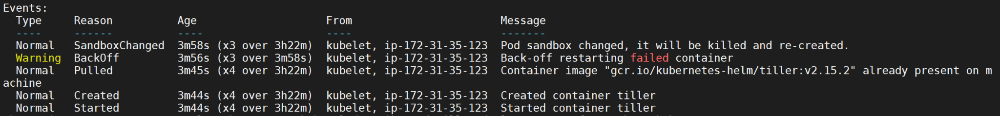 Events:
Type Reason Age From Message
---- ------ ---- ---- -------
Normal SandboxChanged 3m58s (x3 over 3h22m) kubelet, ip-172-31-35-123 Pod sandbox changed, it will be killed and re-created.
Warning BackOff 3m56s (x3 over 3m58s) kubelet, ip-172-31-35-123 Back-off restarting failed container
Normal Pulled 3m45s (x4 over 3h22m) kubelet, ip-172-31-35-123 Container image "gcr.io/kubernetes-helm/tiller:v2.15.2" already present on m
achine
Normal Created 3m44s (x4 over 3h22m) kubelet, ip-172-31-35-123 Created container tiller
Normal Started 3m44s (x4 over 3h22m) kubelet, ip-172-31-35-123 Started container tiller